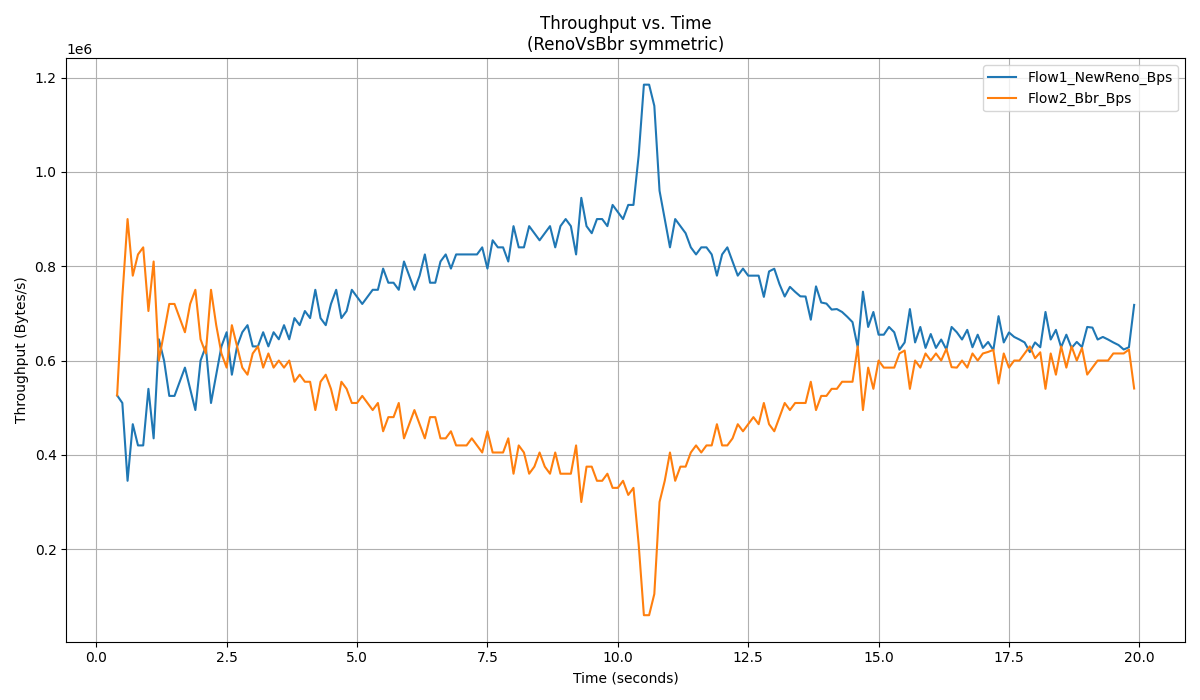 Throughput vs. Time
(RenoVsBbr symmetric)
1e6
Flow1_NewReno_Bps
Flow2_Bbr_Bps
Throughput (Bytes/s)
1.2
1.0
0.8
0.6
0.4
0.2
0.0 2.5 5.0 7.5 10.0 12.5 15.0 17.5 20.0
Time (seconds)